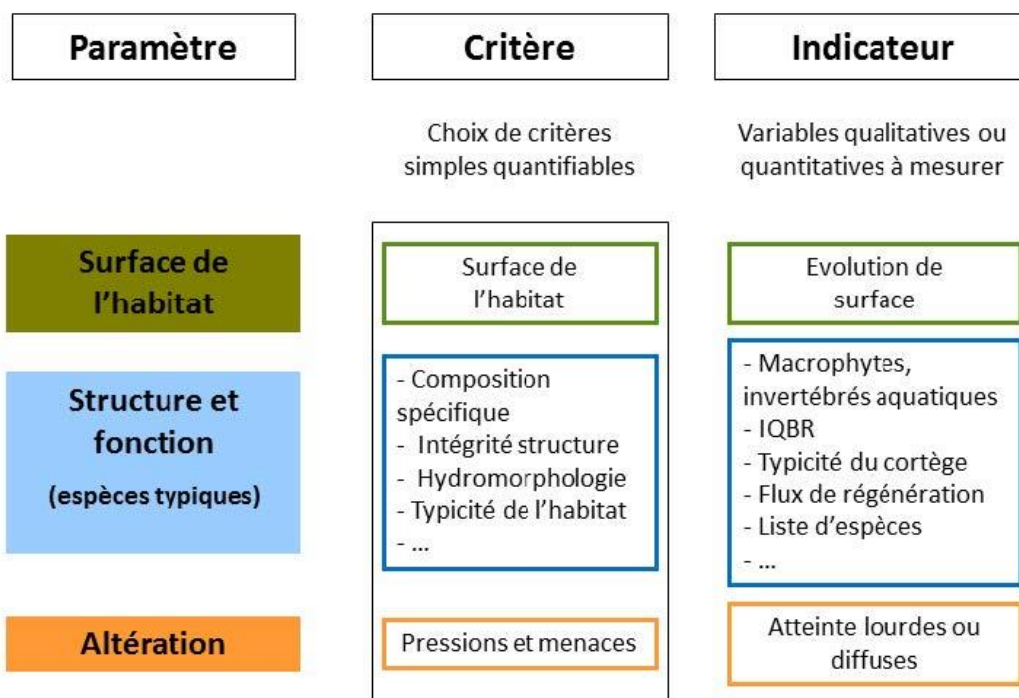 Paramètre
Critère
Indicateur
Choix de critères
simples quantifiables
Variables qualitatives ou
quantitatives à mesurer
Surface de
l'habitat
Surface de
l'habitat
Evolution de
surface
Structure et
fonction
(espèces typiques)
- Composition
spécifique
- Intégrité structure
- Hydromorphologie
- Typicité de l'habitat
- ...
- Macrophytes,
invertébrés aquatiques
- IQBR
- Typicité du cortège
- Flux de régénération
- Liste d'espèces
- ...
Altération
Pressions et menaces
Atteinte lourdes ou
diffuses